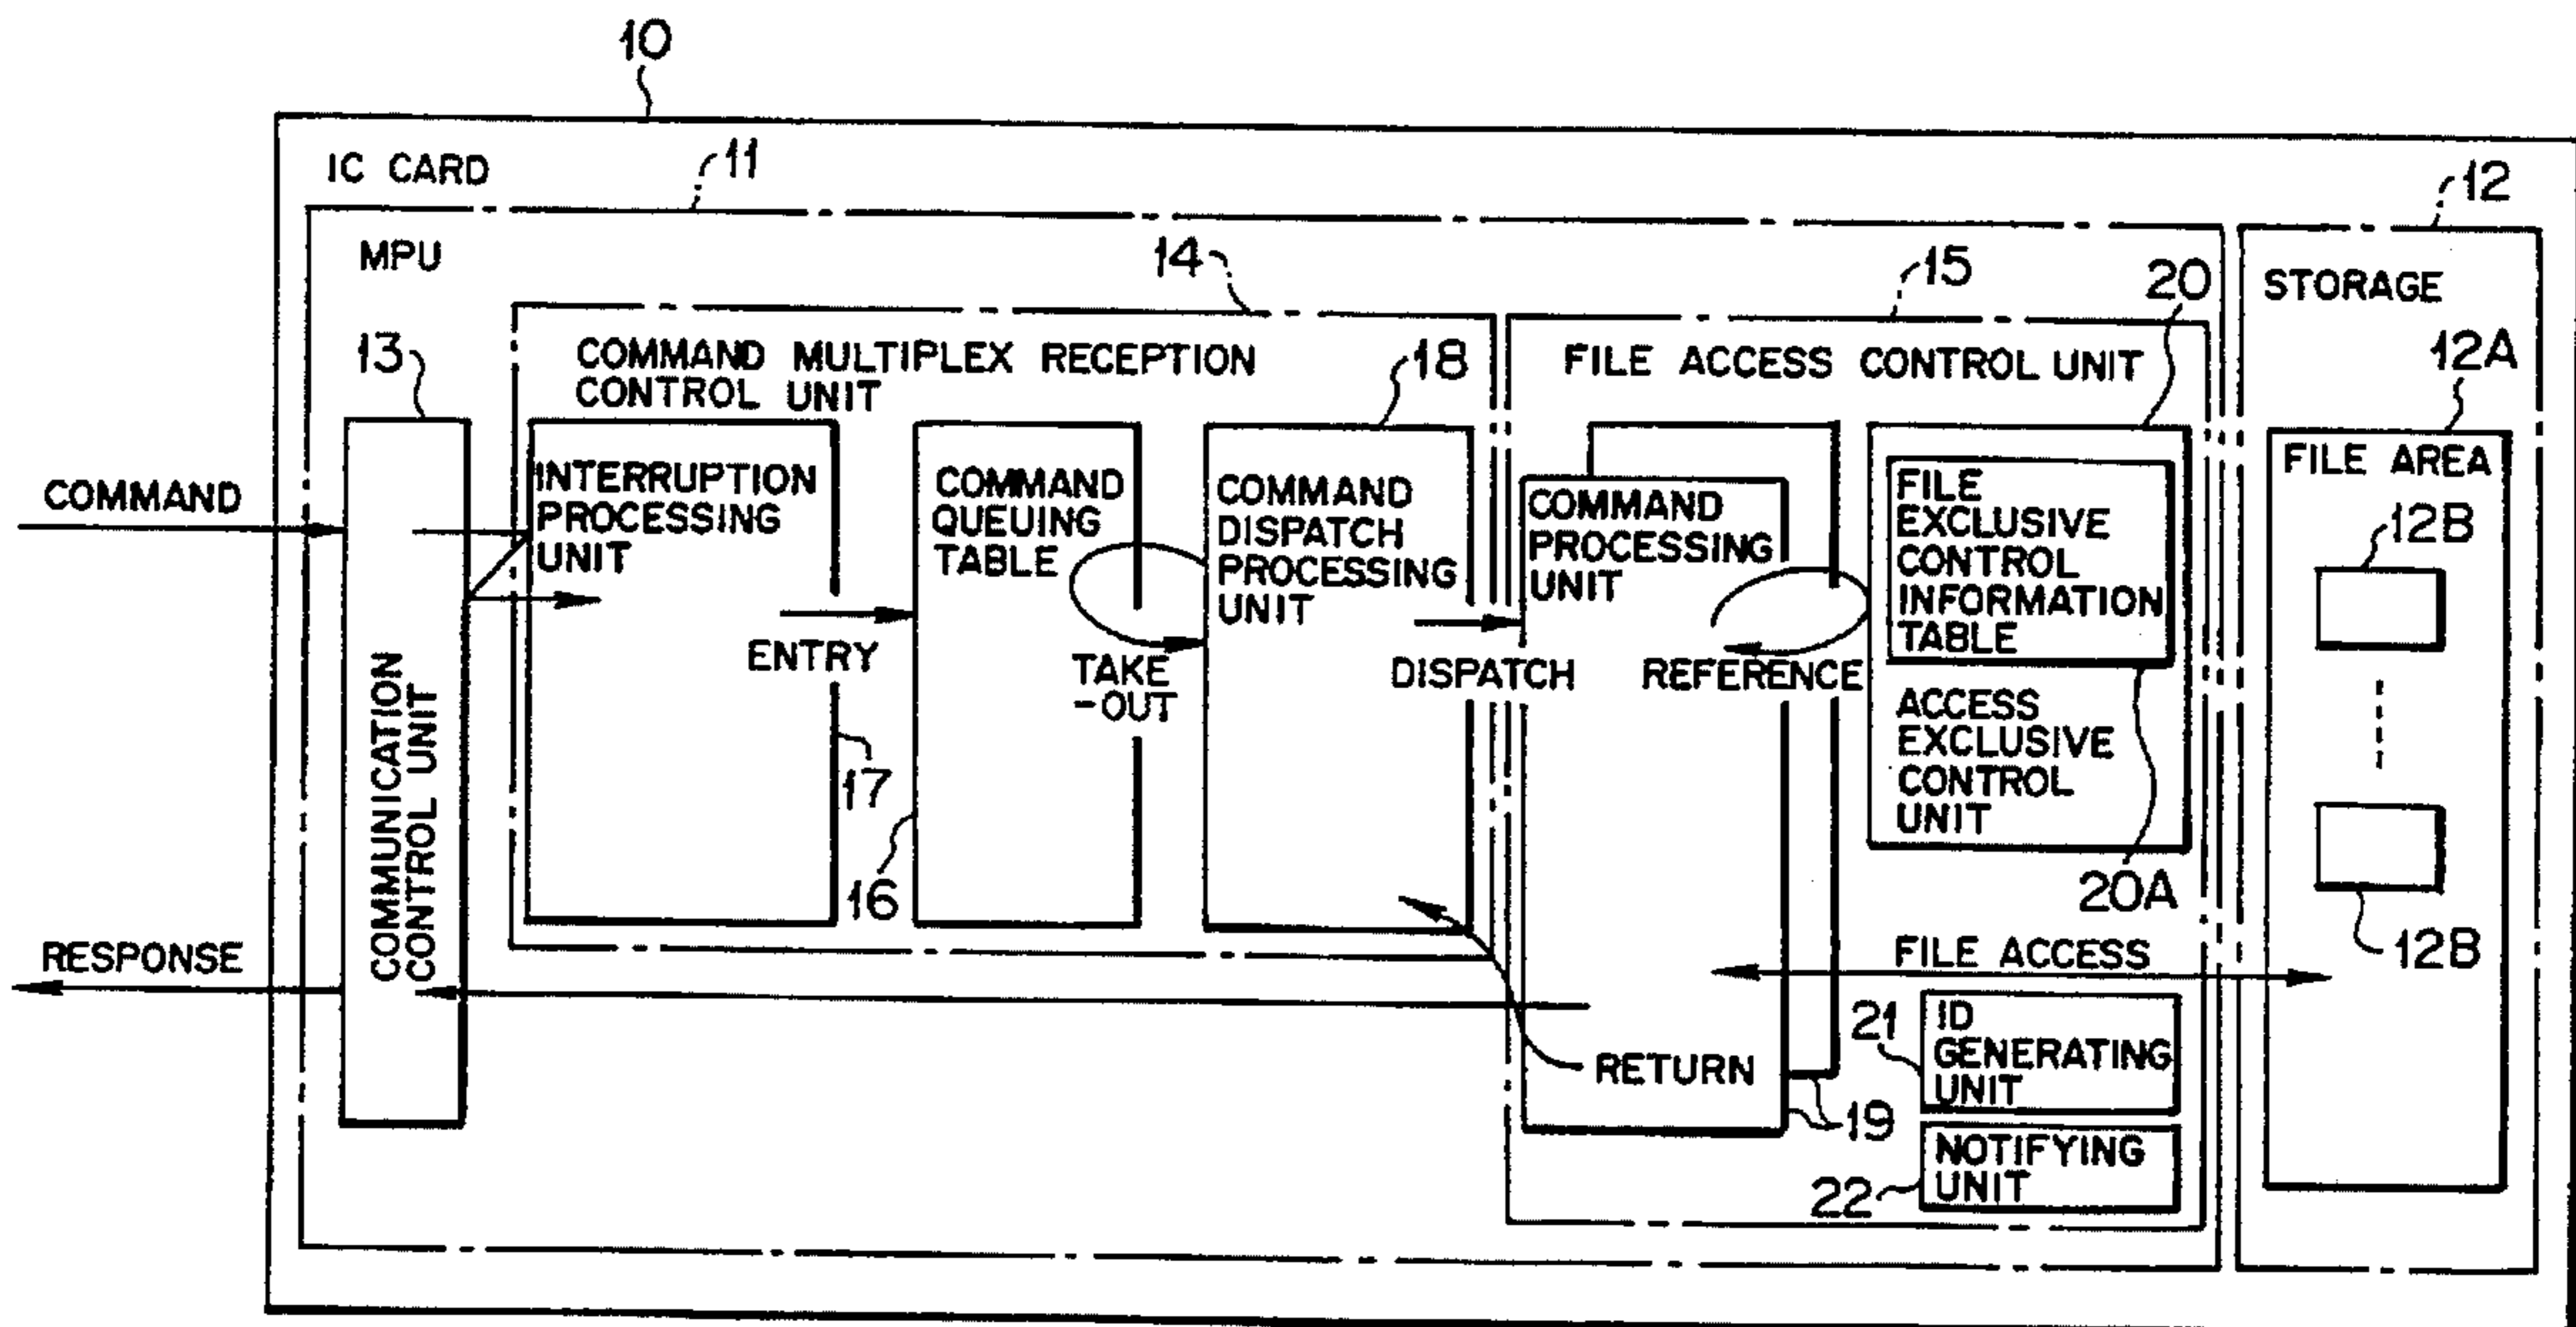 10
IC CARD
11
12
MPU
14
15
20
STORAGE
13
COMMAND MULTIPLEX RECEPTION
CONTROL UNIT
18
FILE ACCESS CONTROL UNIT
12A
COMMAND
INTERRUPTION
PROCESSING
UNIT
COMMAND
QUEUING
TABLE
COMMAND
DISPATCH
PROCESSING
UNIT
COMMAND
PROCESSING
UNIT
FILE
EXCLUSIVE
CONTROL
INFORMATION
TABLE
FILE AREA
12B
ENTRY
TAKE
-OUT
DISPATCH
REFERENCE
COMMUNICATION
CONTROL UNIT
17
16
ACCESS
EXCLUSIVE
CONTROL
UNIT
20A
12B
RESPONSE
FILE ACCESS
RETURN
19
21
ID
GENERATING
UNIT
22
NOTIFYING
UNIT